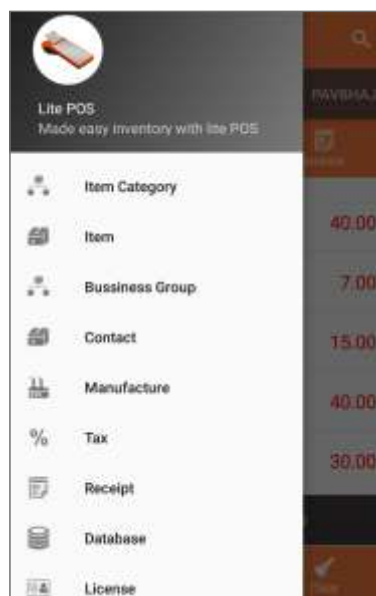 Lite POS
Made easy inventory with lite POS
Item Category
Item
Bussiness Group
Contact
Manufacture
Tax
Receipt
Database
License
40.00
7.00
15.00
40.00
30.00